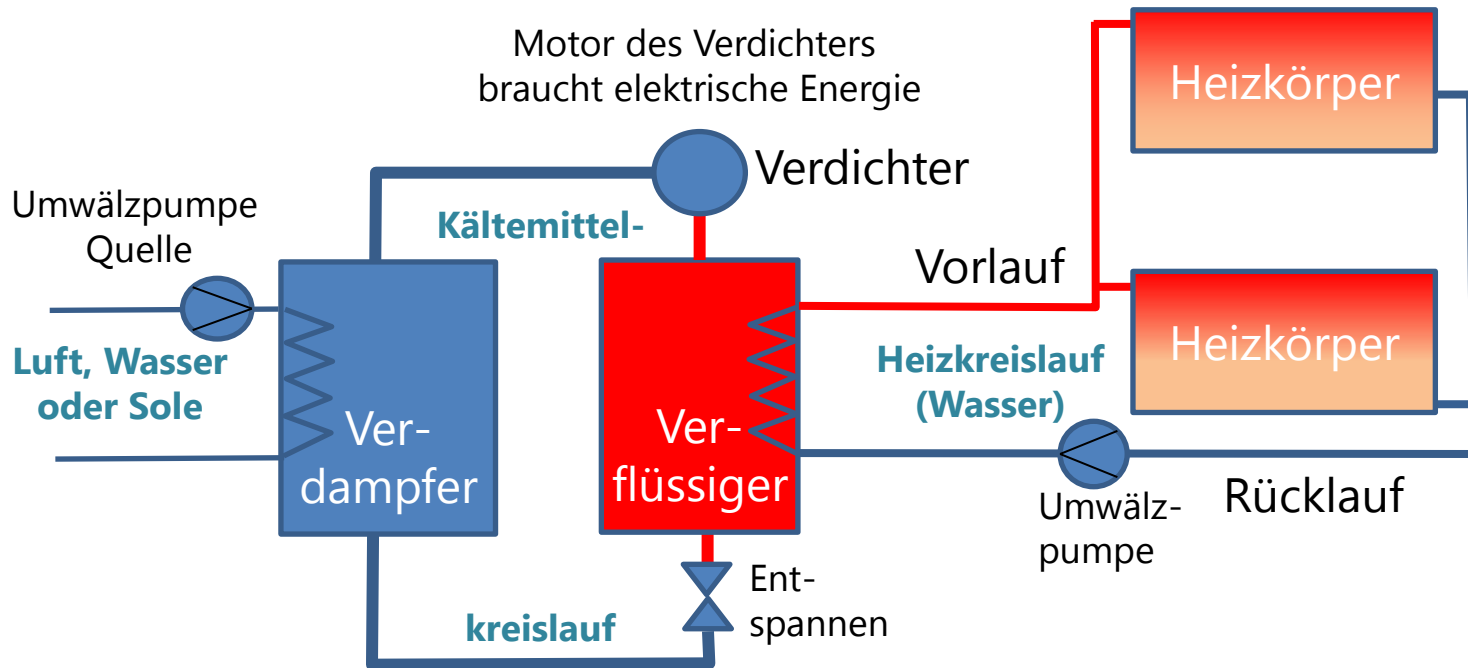 Motor des Verdichters
braucht elektrische Energie
Heizkörper
Verdichter
Umwälzpumpe
Quelle
Kältemittel-
Vorlauf
Heizkörper
Luft, Wasser
oder Sole
Heizkreislauf
(Wasser)
Ver-
dampfer
Ver-
flüssiger
Rücklauf
Umwälz-
pumpe
Ent-
spannen
kreislauf